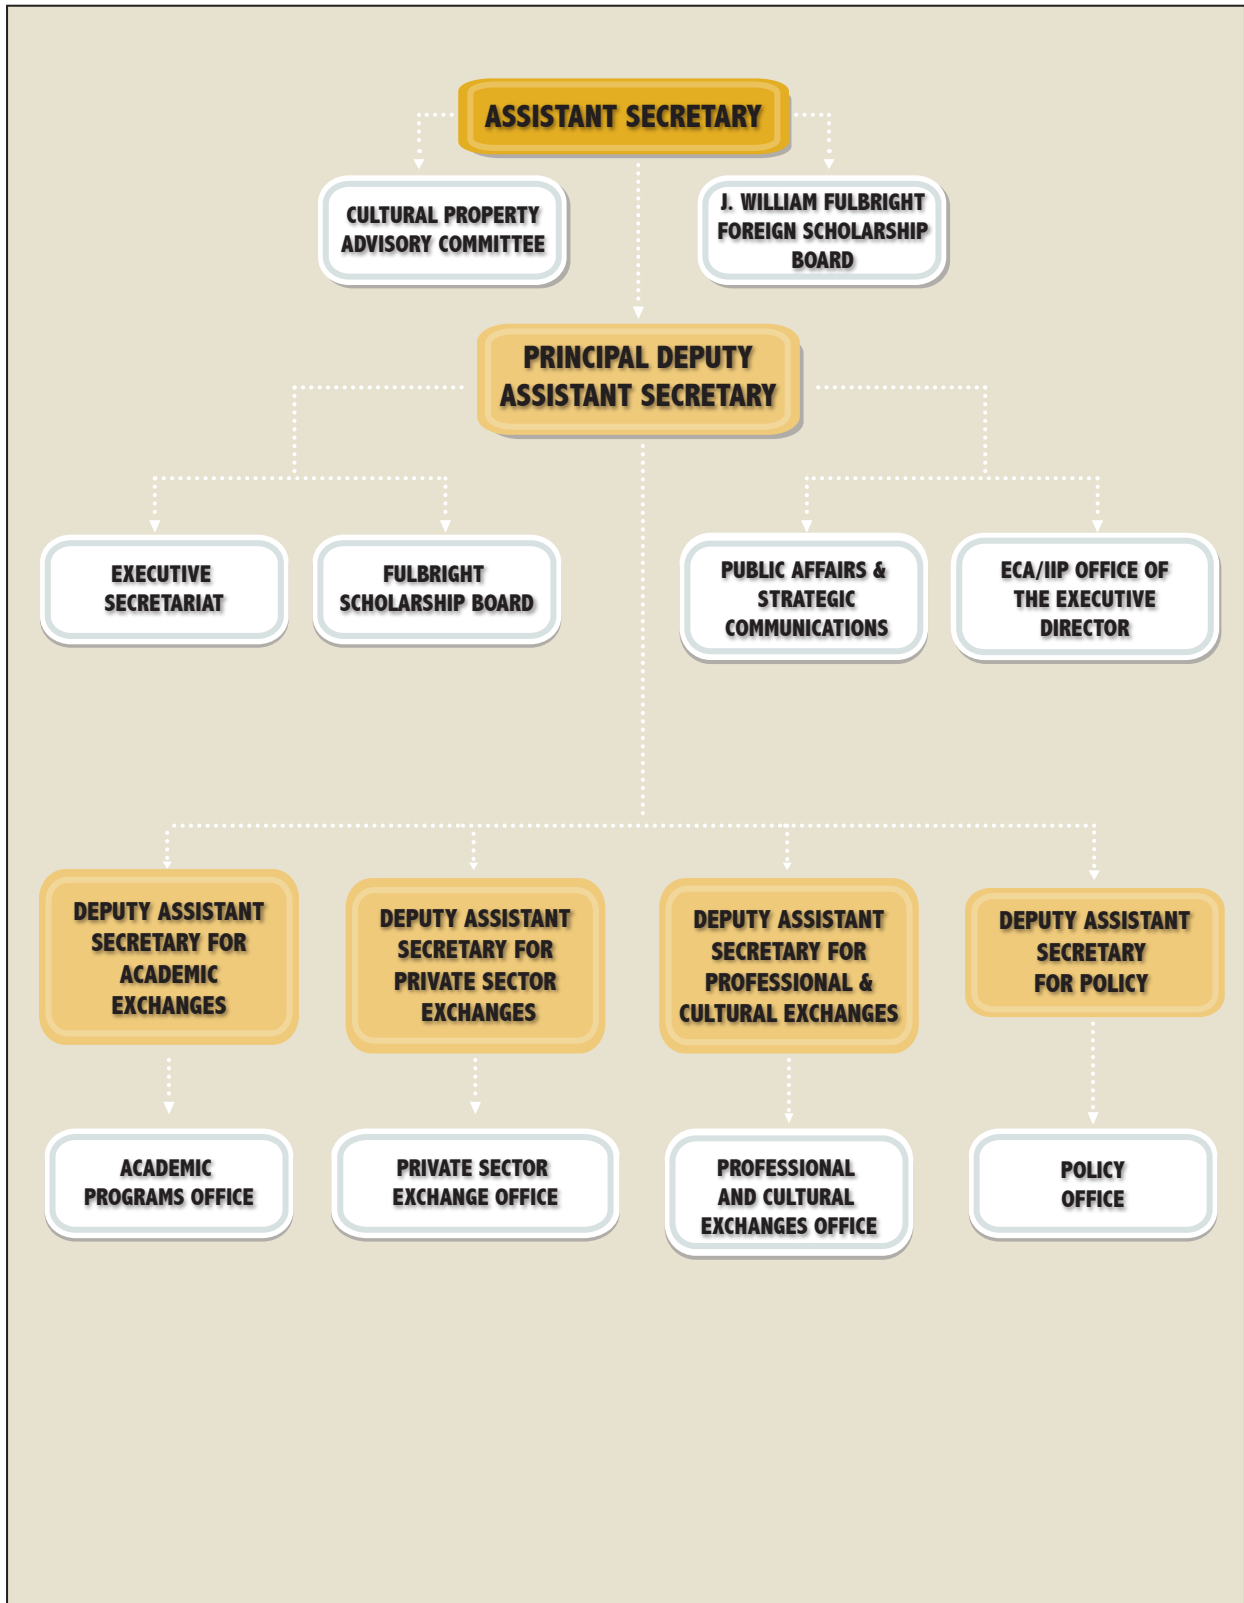 ASSISTANT SECRETARY
CULTURAL PROPERTY
ADVISORY COMMITTEE
J. WILLIAM FULBRIGHT
FOREIGN SCHOLARSHIP
BOARD
PRINCIPAL DEPUTY
ASSISTANT SECRETARY
EXECUTIVE
SECRETARIAT
FULBRIGHT
SCHOLARSHIP BOARD
PUBLIC AFFAIRS &
STRATEGIC
COMMUNICATIONS
ECA/IIP OFFICE OF
THE EXECUTIVE
DIRECTOR
DEPUTY ASSISTANT
SECRETARY FOR
ACADEMIC
EXCHANGES
DEPUTY ASSISTANT
SECRETARY FOR
PRIVATE SECTOR
EXCHANGES
DEPUTY ASSISTANT
SECRETARY FOR
PROFESSIONAL &
CULTURAL EXCHANGES
DEPUTY ASSISTANT
SECRETARY
FOR POLICY
ACADEMIC
PROGRAMS OFFICE
PRIVATE SECTOR
EXCHANGE OFFICE
PROFESSIONAL
AND CULTURAL
EXCHANGES OFFICE
POLICY
OFFICE